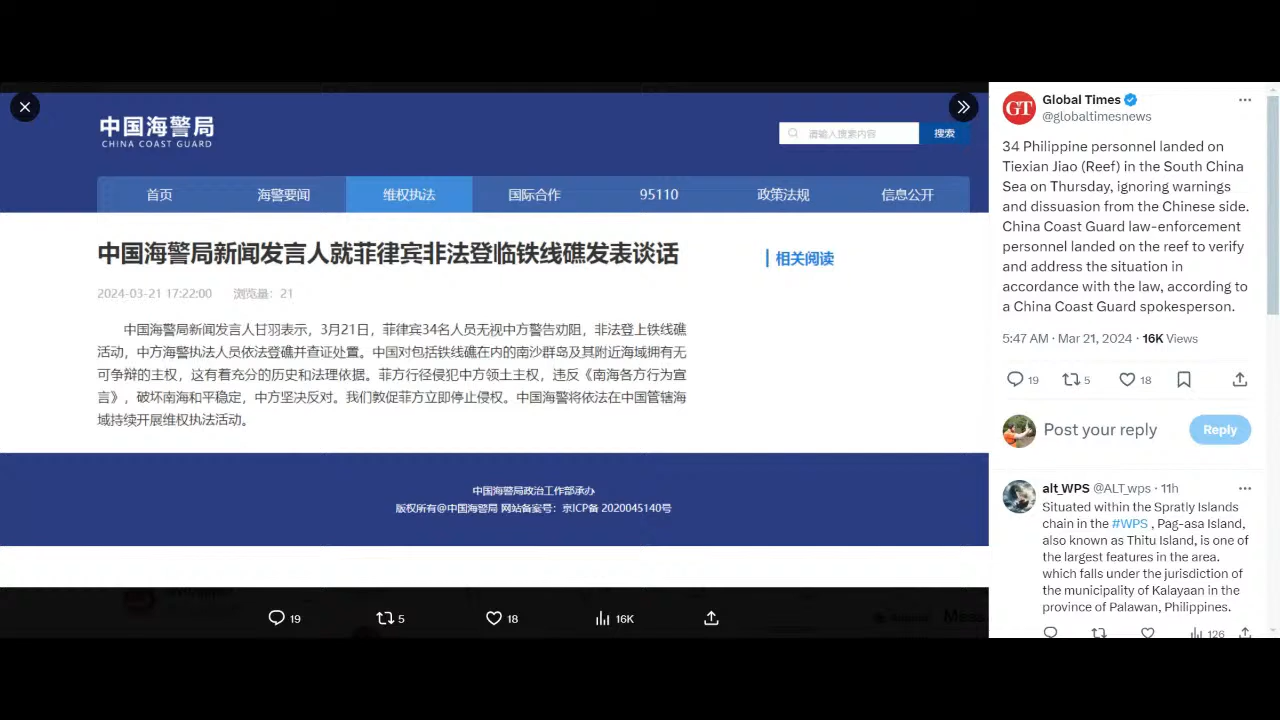 中国海警局
CHINA COAST GUARD
请输入搜索内容
搜索
首页
海警要闻
维权执法
国际合作
95110
政策法规
信息公开
中国海警局新闻发言人就菲律宾非法登临铁线礁发表谈话
2024-03-21 17:22:00 浏览量: 21
中国海警局新闻发言人甘羽表示，3月21日，菲律宾34名人员无视中方警告劝阻，非法登上铁线礁
活动，中方海警执法人员依法登礁并查证处置。中国对包括铁线礁在内的南沙群岛及其附近海域拥有无
可争辩的主权，这有着充分的历史和法理依据。菲方行径侵犯中方领土主权，违反《南海各方行为宣
言》，破坏南海和平稳定，中方坚决反对。我们敦促菲方立即停止侵权。中国海警将依法在中国管辖海
域持续开展维权执法活动。
相关阅读
中国海警局政治工作部承办
版权所有@中国海警局 网站备案号：京ICP备 2020045140号
19
5
18
16K
GT
Global Times
@globaltimesnews
34 Philippine personnel landed on
Tiexian Jiao (Reef) in the South China
Sea on Thursday, ignoring warnings
and dissuasion from the Chinese side.
China Coast Guard law-enforcement
personnel landed on the reef to verify
and address the situation in
accordance with the law, according to
a China Coast Guard spokesperson.
5:47 AM · Mar 21, 2024 · 16K Views
19
5
18
Post your reply
Reply
alt_WPS @ALT_wps · 11h
Situated within the Spratly Islands
chain in the #WPS , Pag-asa Island,
also known as Thitu Island, is one of
the largest features in the area.
which falls under the jurisdiction of
the municipality of Kalayaan in the
province of Palawan, Philippines.
126